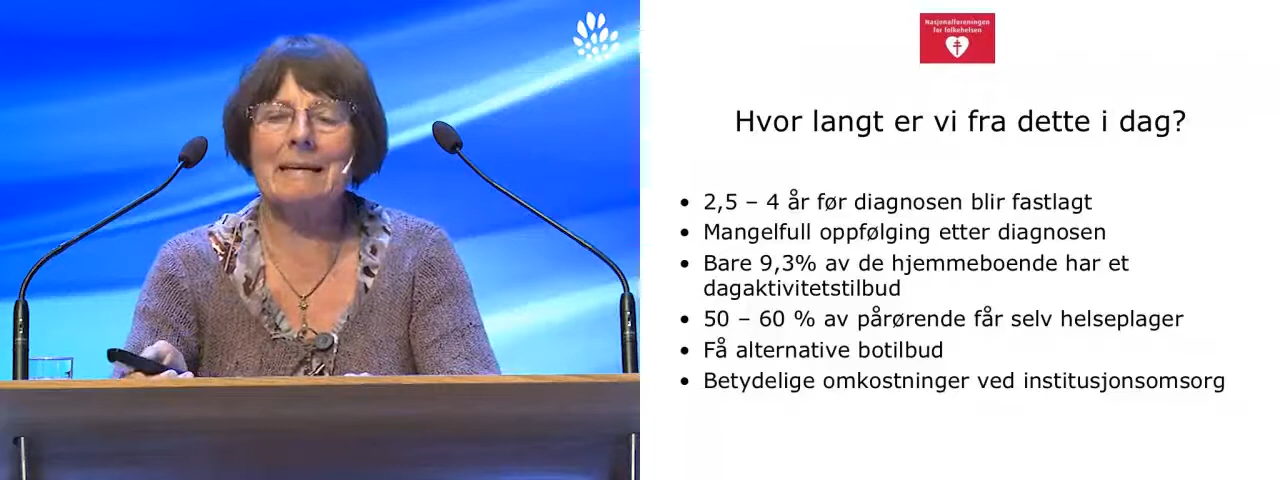 Nasjonalforeningen
for folkehelsen
Hvor langt er vi fra dette i dag?
• 2,5 – 4 år før diagnosen blir fastlagt
• Mangelfull oppfølging etter diagnosen
• Bare 9,3% av de hjemmeboende har et
dagaktivitetstilbud
• 50 – 60 % av pårørende får selv helseplager
• Få alternative botilbud
• Betydelige omkostninger ved institusjonsomsorg